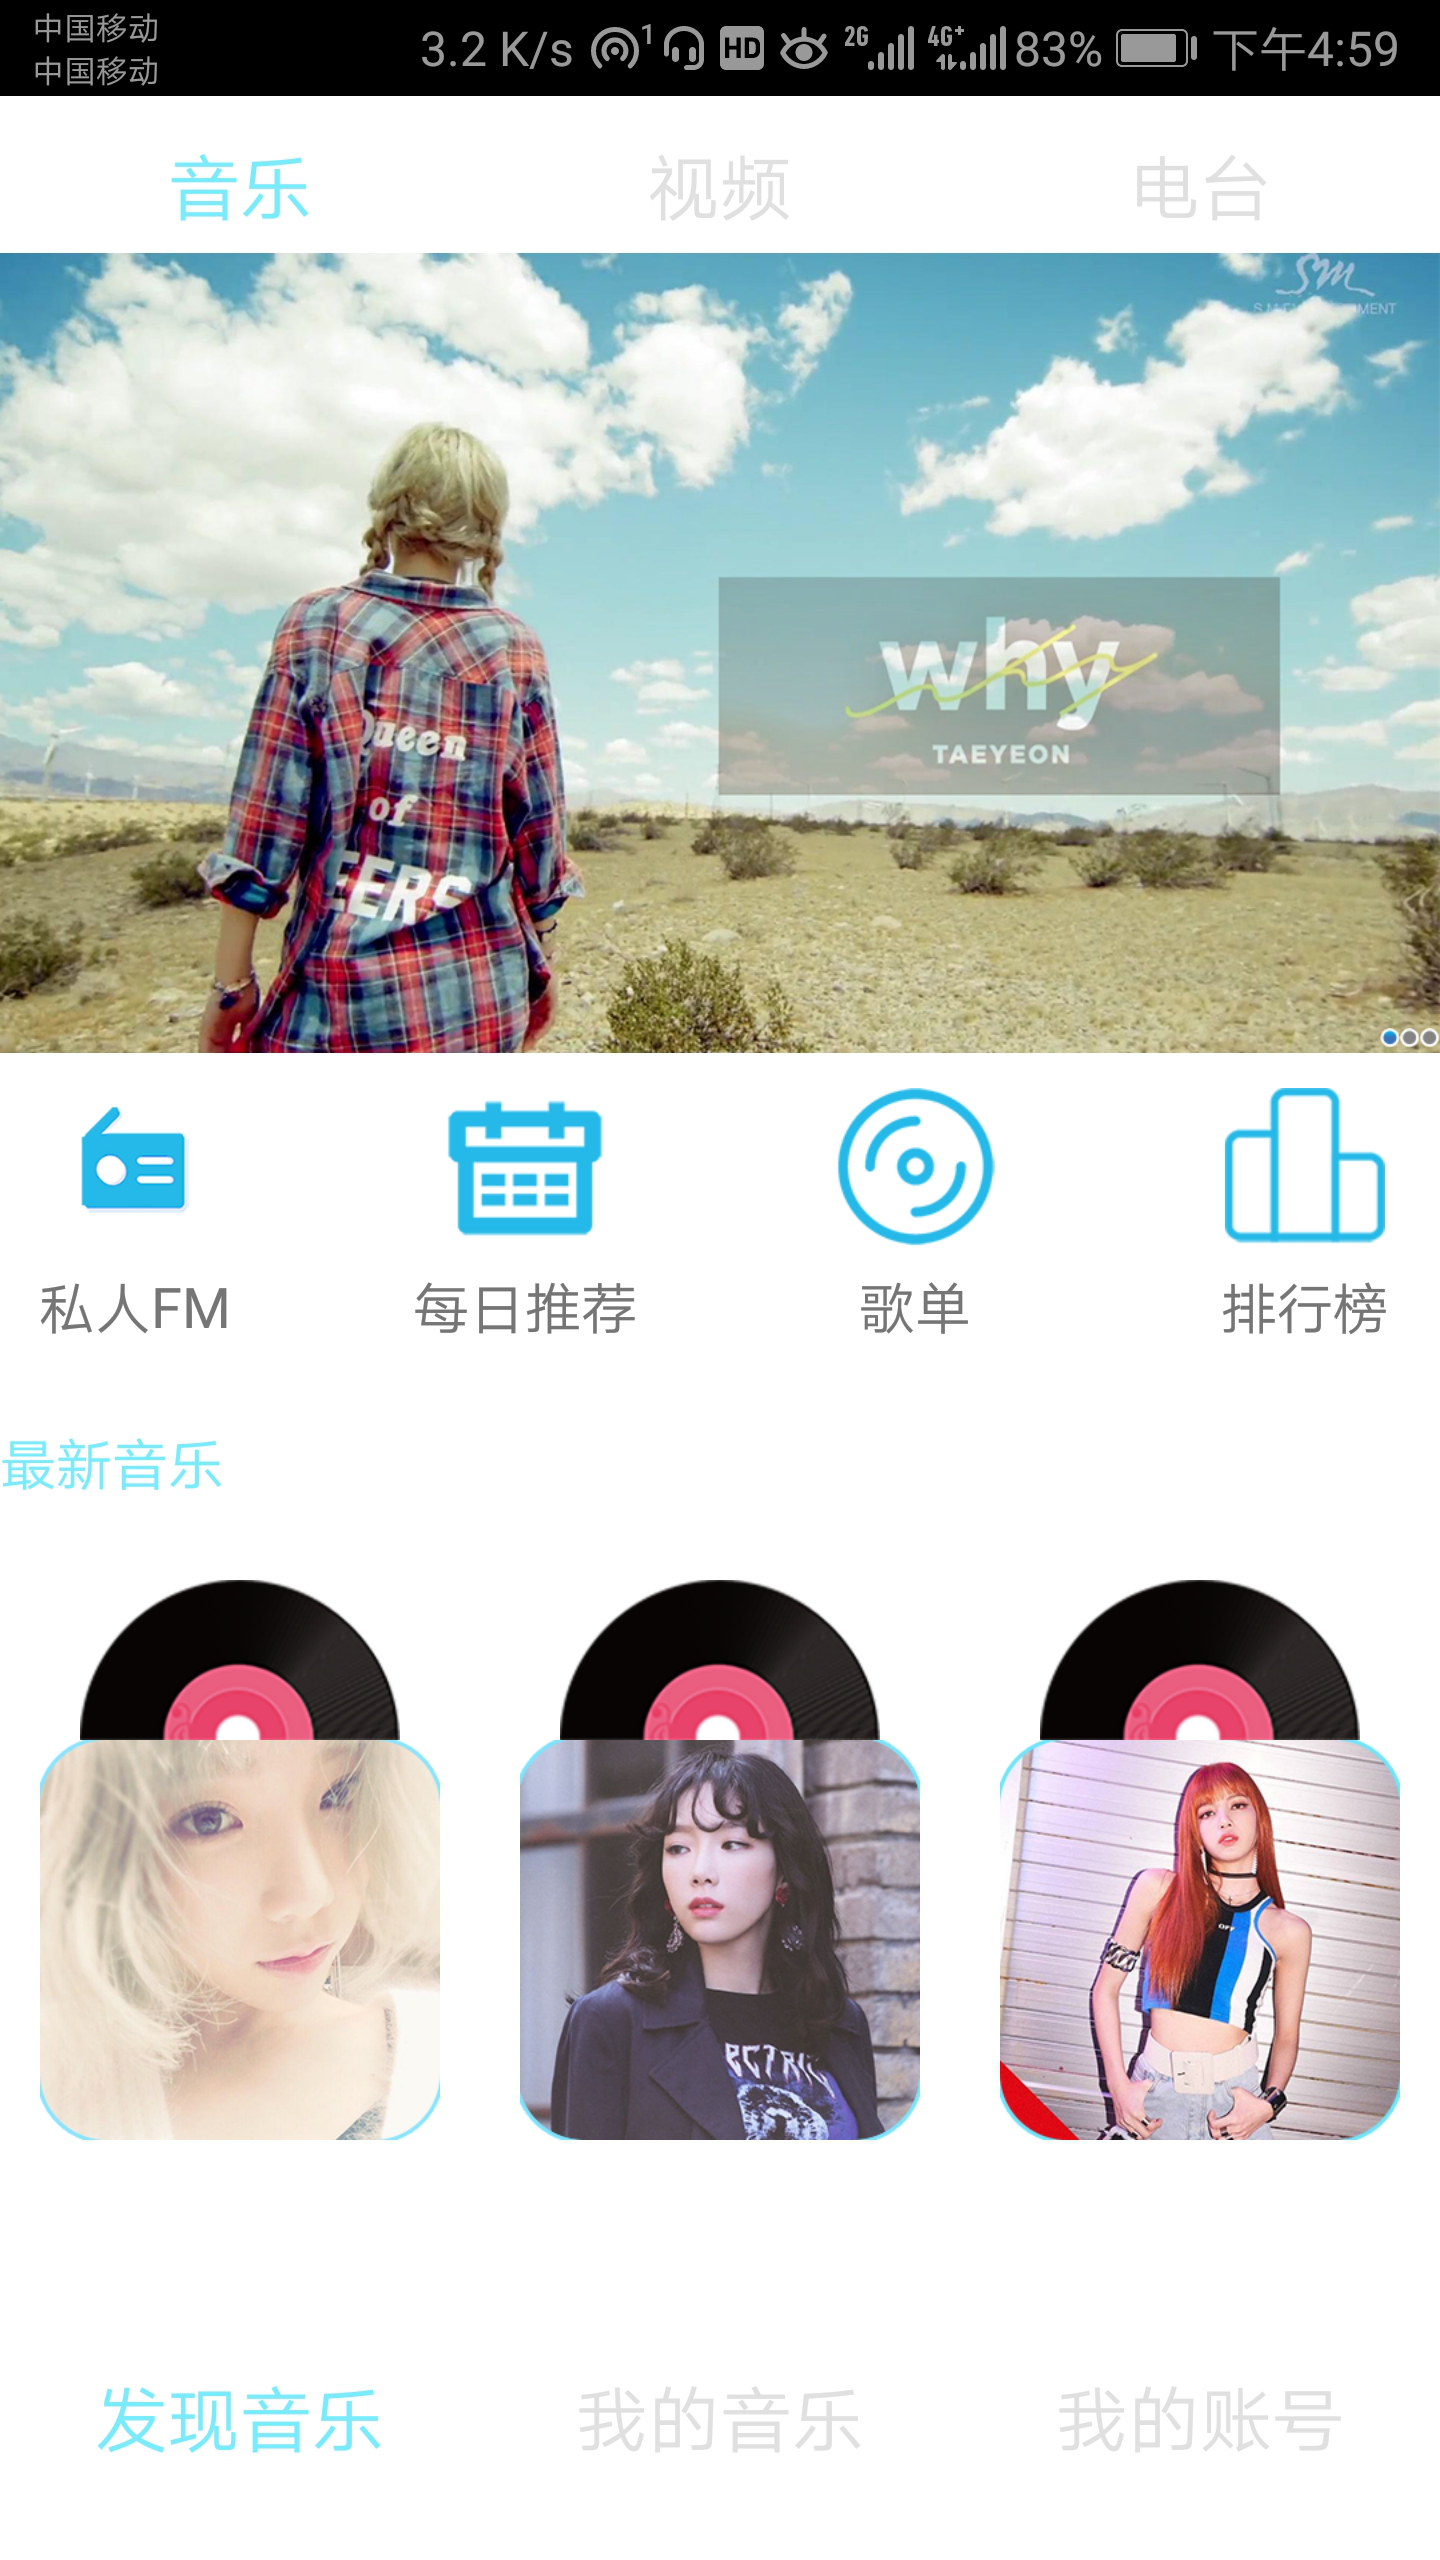 中国移动
中国移动
3.2 K/s 1 HD 2G 4G+ 83% 下午4:59
音乐 视频 电台
SM
why
TAEYEON
Queen
of
私人FM 每日推荐 歌单 排行榜
最新音乐
OFF
ECTRIC
发现音乐 我的音乐 我的账号